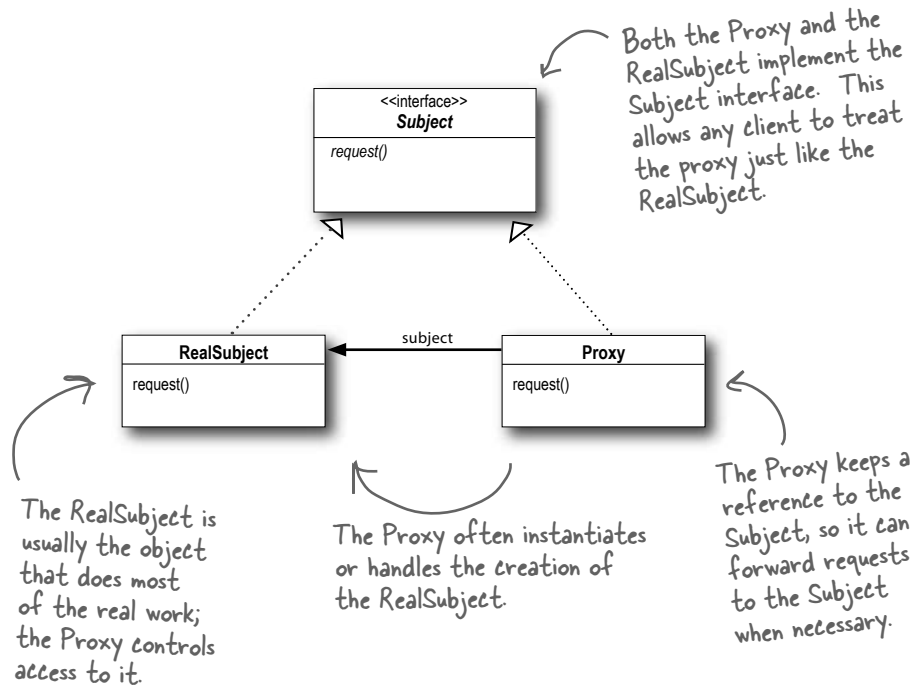 Both the Proxy and the
RealSubject implement the
Subject interface. This
allows any client to treat
the proxy just like the
RealSubject.
<<interface>>
Subject
request()
RealSubject
request()
subject
Proxy
request()
The RealSubject is
usually the object
that does most
of the real work;
the Proxy controls
access to it.
The Proxy often instantiates
or handles the creation of
the RealSubject.
The Proxy keeps a
reference to the
Subject, so it can
forward requests
to the Subject
when necessary.